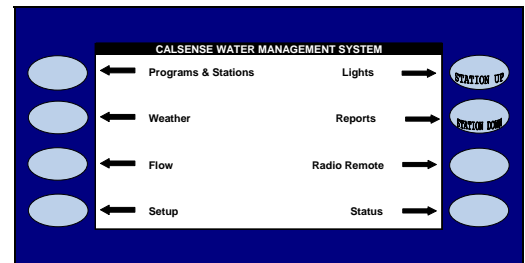 CALSENSE WATER MANAGEMENT SYSTEM
Programs & Stations Lights STATION UP
Weather Reports STATION DOWN
Flow Radio Remote
Setup Status